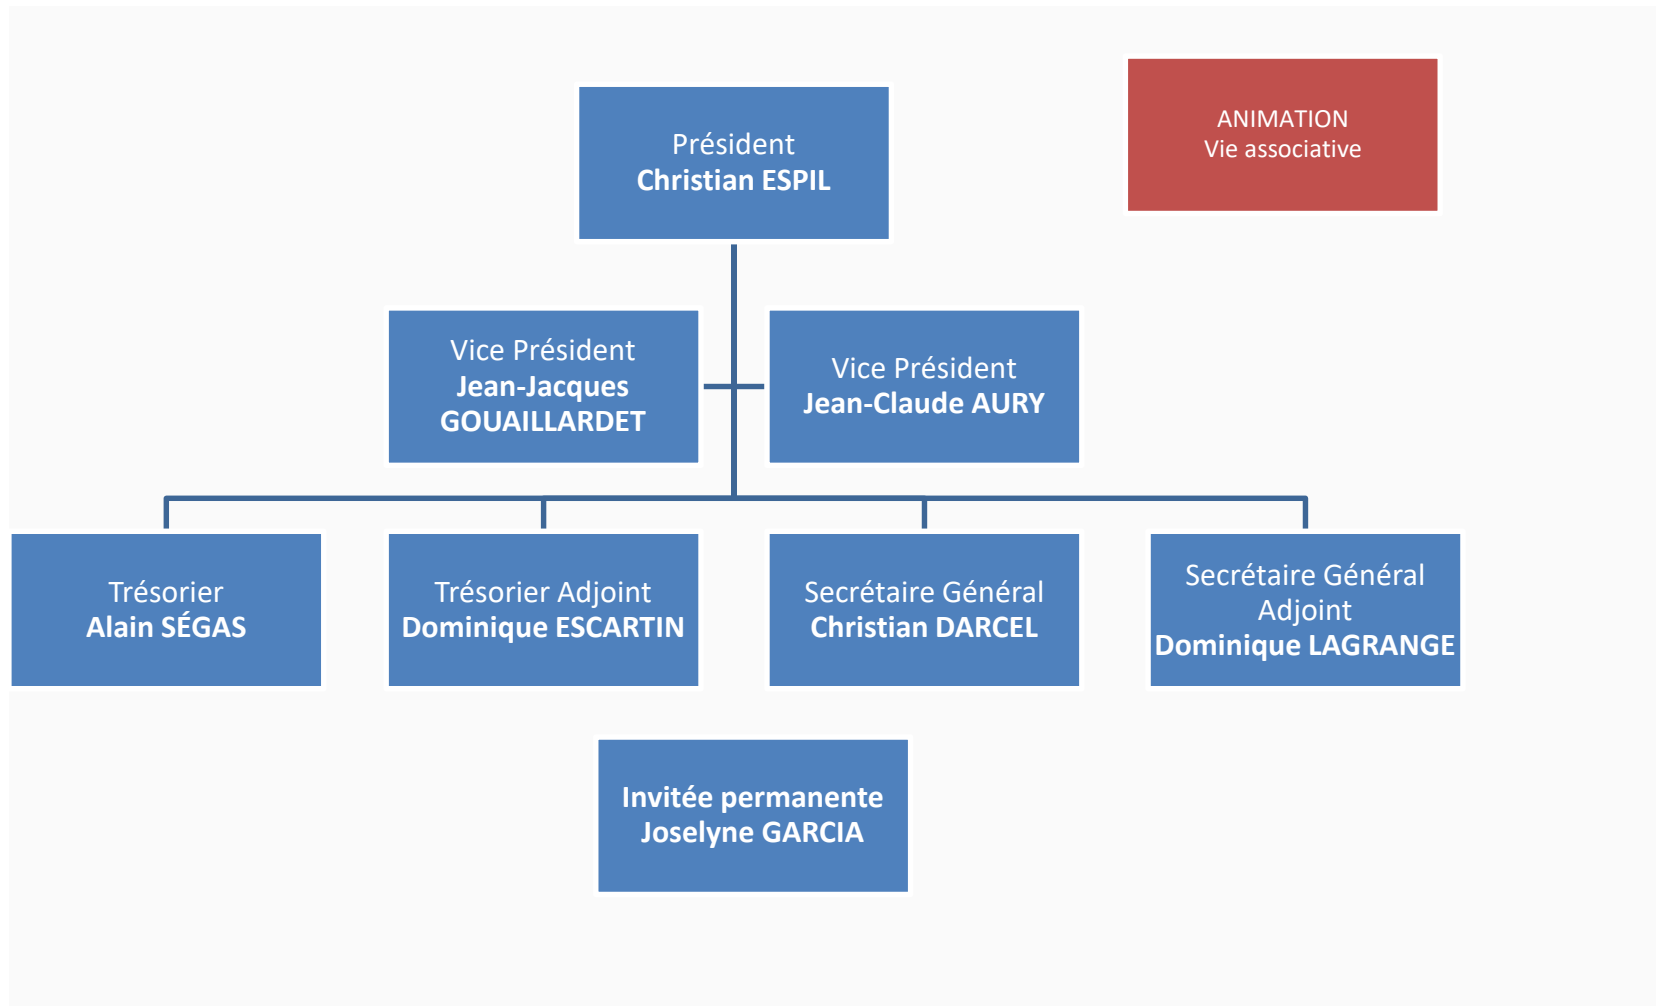 ANIMATION
Vie associative
Président
Christian ESPIL
Vice Président
Jean-Jacques
GOUAILLARDET
Vice Président
Jean-Claude AURY
Trésorier
Alain SÉGAS
Trésorier Adjoint
Dominique ESCARTIN
Secrétaire Général
Christian DARCEL
Secrétaire Général
Adjoint
Dominique LAGRANGE
Invitée permanente
Joselyne GARCIA